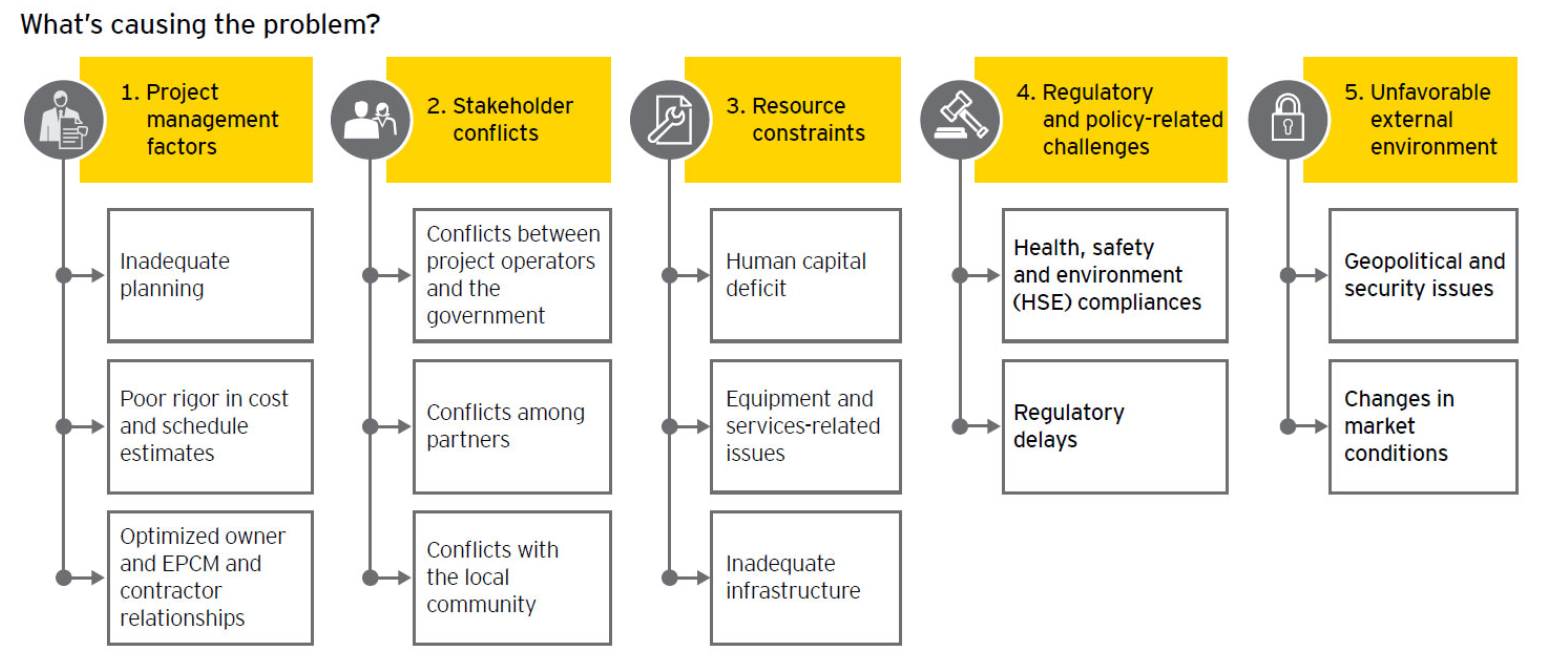 What's causing the problem?
1. Project
management
factors
Inadequate
planning
Poor rigor in cost
and schedule
estimates
Optimized owner
and EPCM and
contractor
relationships
2. Stakeholder
conflicts
Conflicts between
project operators
and the
government
Conflicts among
partners
Conflicts with
the local
community
3. Resource
constraints
Human capital
deficit
Equipment and
services-related
issues
Inadequate
infrastructure
4. Regulatory
and policy-related
challenges
Health, safety
and environment
(HSE) compliances
Regulatory
delays
5. Unfavorable
external
environment
Geopolitical and
security issues
Changes in
market
conditions